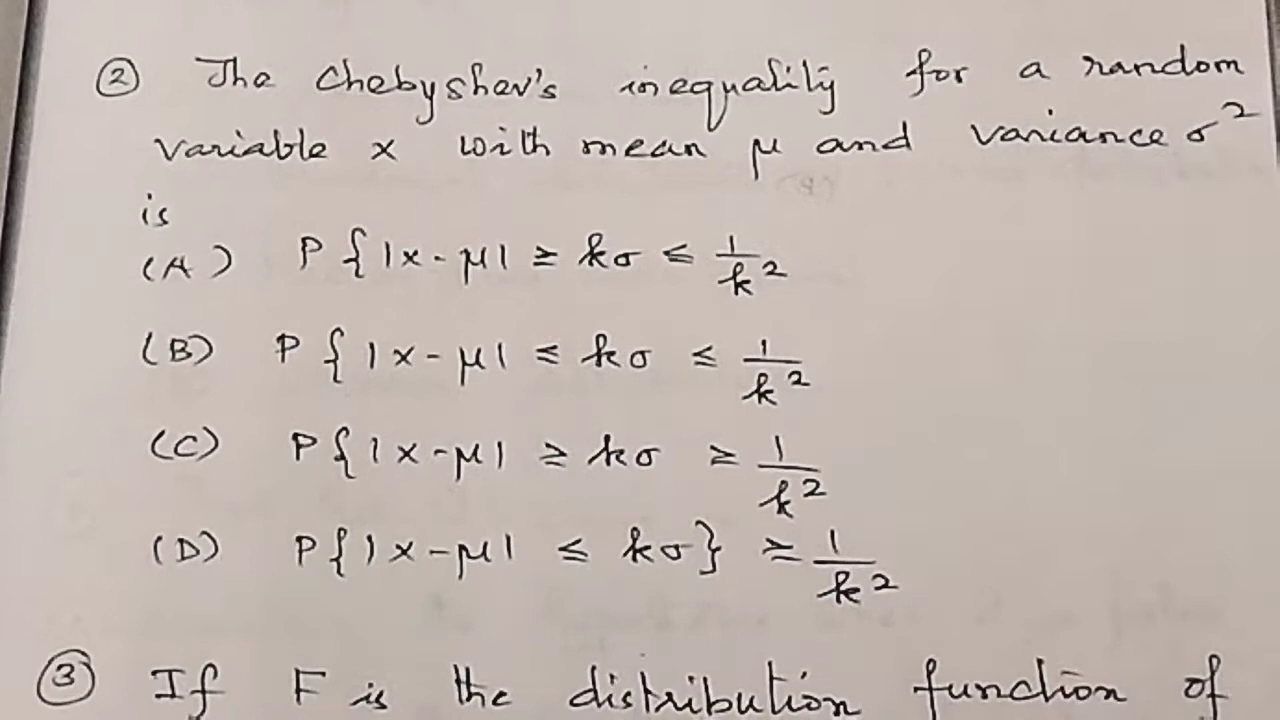 ② The Chebyshev's inequality for a random
variable x with mean μ and variance σ²
is
(A) P{|x-μ| ≥ kσ ≤ 1/k²
(B) P{|x-μ| ≤ kσ ≤ 1/k²
(C) P{|x-μ| ≥ kσ ≥ 1/k²
(D) P{|x-μ| ≤ kσ} ≥ 1/k²
③ If F is the distribution function of